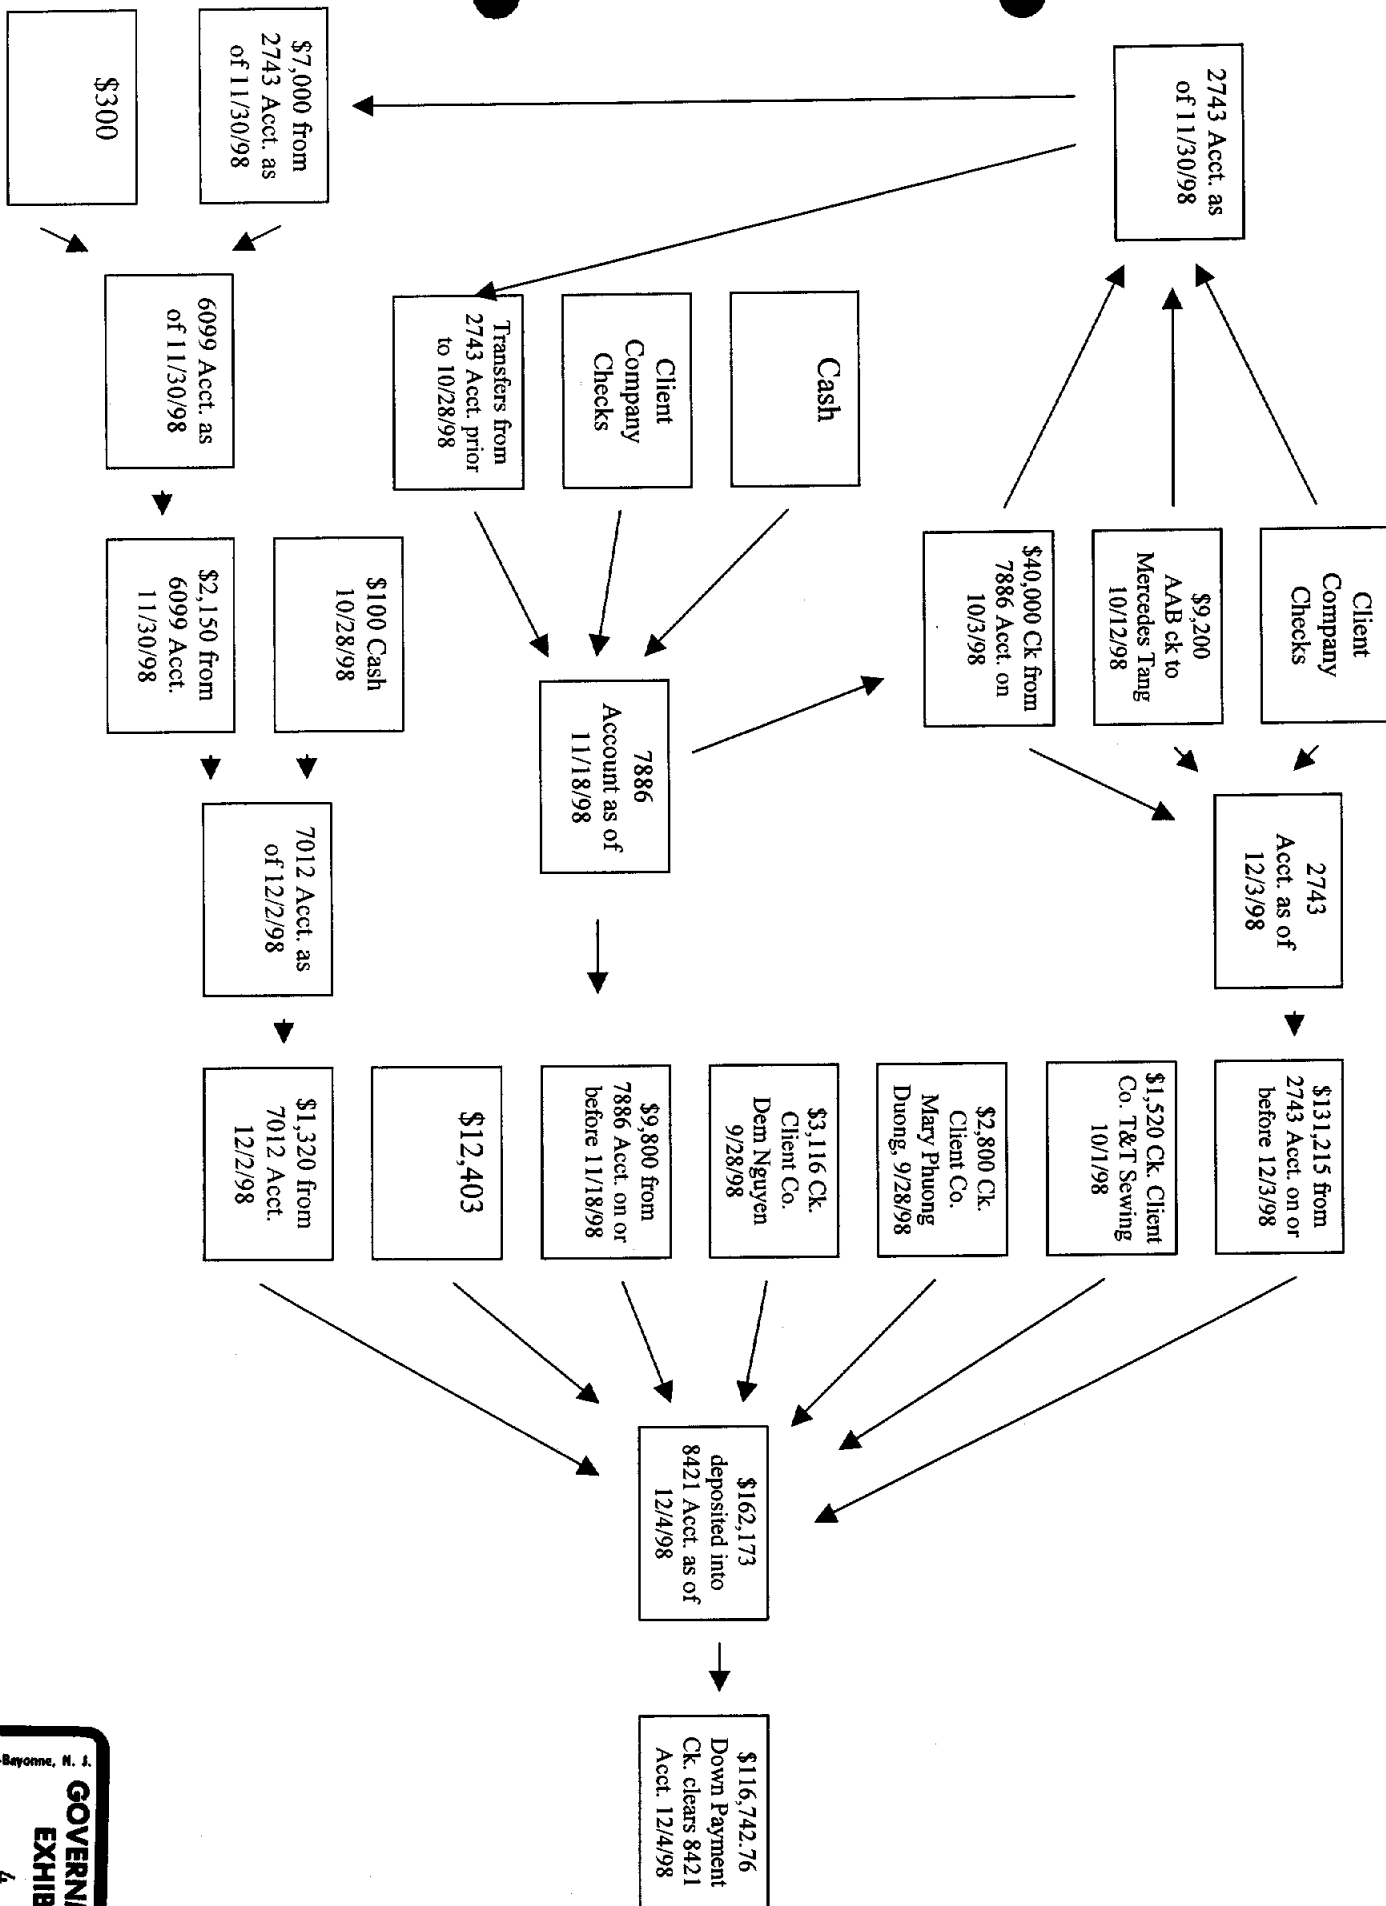 Client
Company
Checks
$9,200
AAB ck to
Mercedes Tang
10/12/98
$40,000 Ck from
7886 Acct. on
10/3/98
2743 Acct. as
of 11/30/98
2743
Acct. as of
12/3/98
$131,215 from
2743 Acct. on or
before 12/3/98
$1,520 Ck. Client
Co. T&T Sewing
10/1/98
$2,800 Ck.
Client Co.
Mary Phuong
Duong, 9/28/98
$3,116 Ck.
Client Co.
Dem Nguyen
9/28/98
Cash
Client
Company
Checks
Transfers from
2743 Acct. prior
to 10/28/98
7886
Account as of
11/18/98
$9,800 from
7886 Acct. on or
before 11/18/98
$12,403
$162,173
deposited into
8421 Acct. as of
12/4/98
$116,742.76
Down Payment
Ck. clears 8421
Acct. 12/4/98
$7,000 from
2743 Acct. as
of 11/30/98
$300
6099 Acct. as
of 11/30/98
$100 Cash
10/28/98
$2,150 from
6099 Acct.
11/30/98
7012 Acct. as
of 12/2/98
$1,320 from
7012 Acct.
12/2/98
Bayonne, N. J.
GOVERN
EXHIB
4